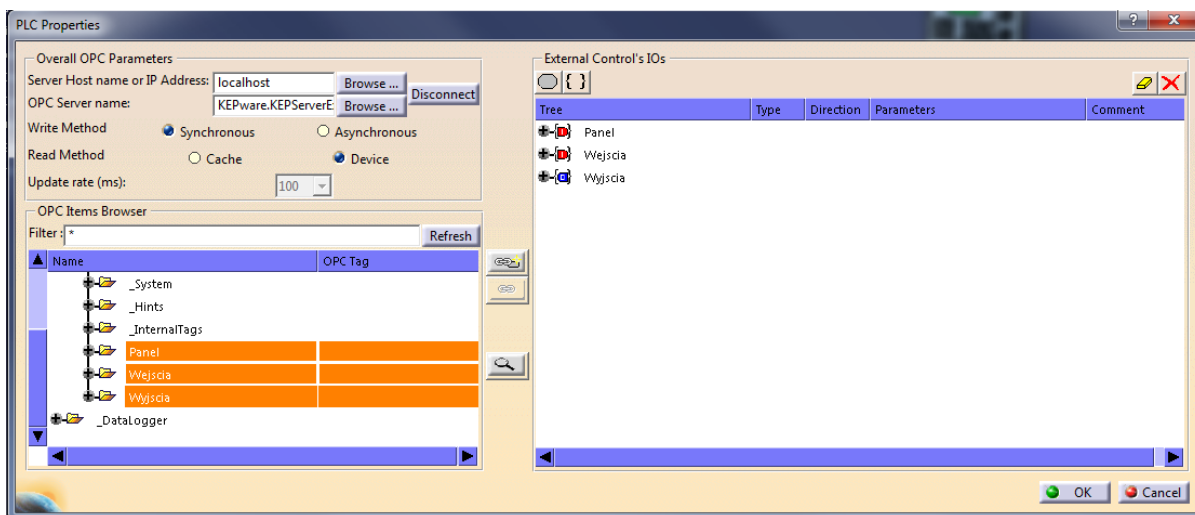 PLC Properties
Overall OPC Parameters
Server Host name or IP Address: localhost Browse ...
Disconnect
OPC Server name: KEPware.KEPServerE Browse ...
Write Method Synchronous Asynchronous
Read Method Cache Device
Update rate (ms): 100
OPC Items Browser
Filter : * Refresh
Name OPC Tag
_System
_Hints
_InternalTags
Panel
Wejscia
Wyjscia
_DataLogger
External Control's IOs
Tree Type Direction Parameters Comment
Panel
Wejscia
Wyjscia
OK Cancel